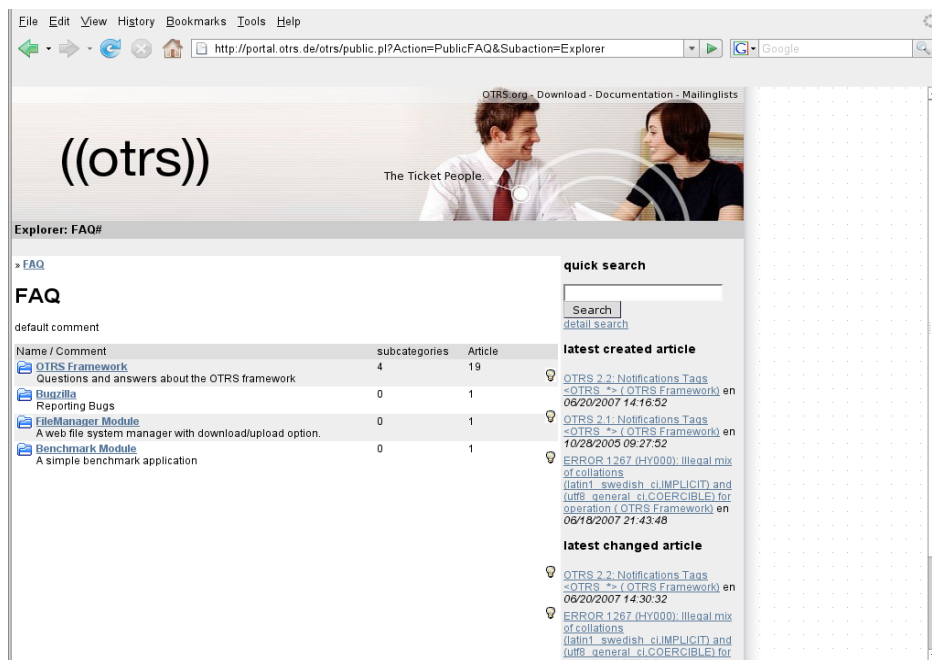 File Edit View History Bookmarks Tools Help
http://portal.otrs.de/otrs/public.pl?Action=PublicFAQ&Subaction=Explorer
G Google
OTRS.org - Download - Documentation - Mailinglists
((otrs))
The Ticket People.
Explorer: FAQ#
» FAQ
FAQ
default comment
Name / Comment subcategories Article
OTRS Framework 4 19
Questions and answers about the OTRS framework
Bugzilla 0 1
Reporting Bugs
FileManager Module 0 1
A web file system manager with download/upload option.
Benchmark Module 0 1
A simple benchmark application
quick search
Search
detail search
latest created article
OTRS 2.2: Notifications Tags
<OTRS_*> ( OTRS Framework) en
06/20/2007 14:16:52
OTRS 2.1: Notifications Tags
<OTRS_*> ( OTRS Framework) en
10/28/2005 09:27:52
ERROR 1267 (HY000): Illegal mix
of collations
(latin1_swedish_ci,IMPLICIT) and
(utf8_general_ci,COERCIBLE) for
operation ( OTRS Framework) en
06/18/2007 21:43:48
latest changed article
OTRS 2.2: Notifications Tags
<OTRS_*> ( OTRS Framework) en
06/20/2007 14:30:32
ERROR 1267 (HY000): Illegal mix
of collations
(latin1_swedish_ci,IMPLICIT) and
(utf8_general_ci,COERCIBLE) for